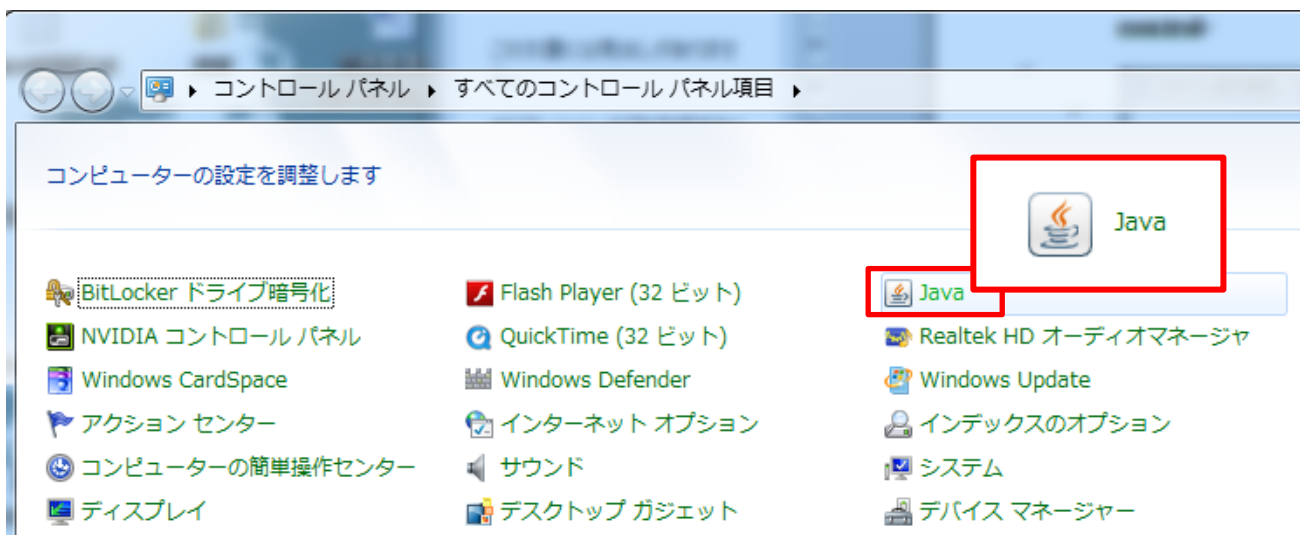 コントロール パネル ▸ すべてのコントロール パネル項目 ▸
コンピューターの設定を調整します
Java
BitLocker ドライブ暗号化 Flash Player (32 ビット) Java
NVIDIA コントロール パネル QuickTime (32 ビット) Realtek HD オーディオマネージャ
Windows CardSpace Windows Defender Windows Update
アクション センター インターネット オプション インデックスのオプション
コンピューターの簡単操作センター サウンド システム
ディスプレイ デスクトップ ガジェット デバイス マネージャー